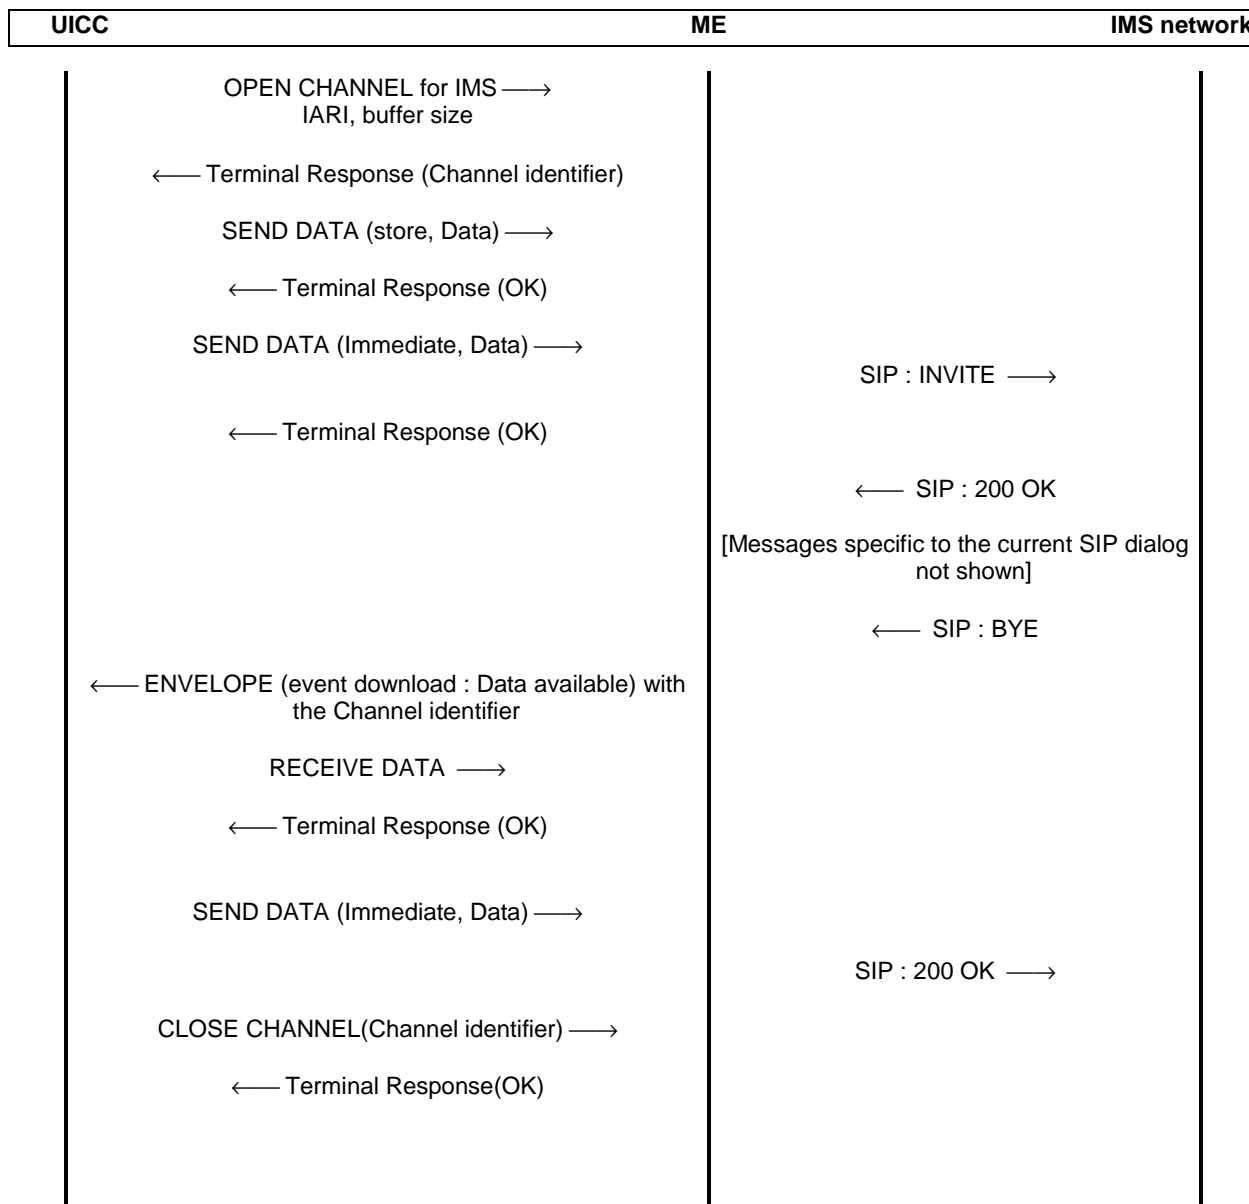 UICC ME IMS network
OPEN CHANNEL for IMS ⟶
IARI, buffer size
⟵ Terminal Response (Channel identifier)
SEND DATA (store, Data) ⟶
⟵ Terminal Response (OK)
SEND DATA (Immediate, Data) ⟶
SIP : INVITE ⟶
⟵ Terminal Response (OK)
⟵ SIP : 200 OK
[Messages specific to the current SIP dialog
not shown]
⟵ SIP : BYE
⟵ ENVELOPE (event download : Data available) with
the Channel identifier
RECEIVE DATA ⟶
⟵ Terminal Response (OK)
SEND DATA (Immediate, Data) ⟶
SIP : 200 OK ⟶
CLOSE CHANNEL(Channel identifier) ⟶
⟵ Terminal Response(OK)